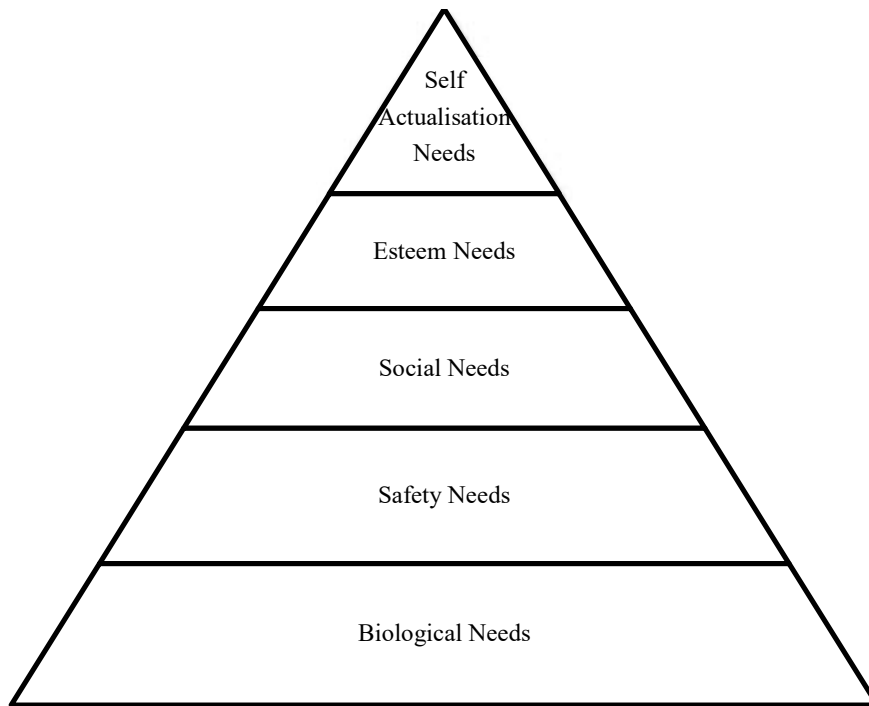 Self
Actualisation
Needs
Esteem Needs
Social Needs
Safety Needs
Biological Needs